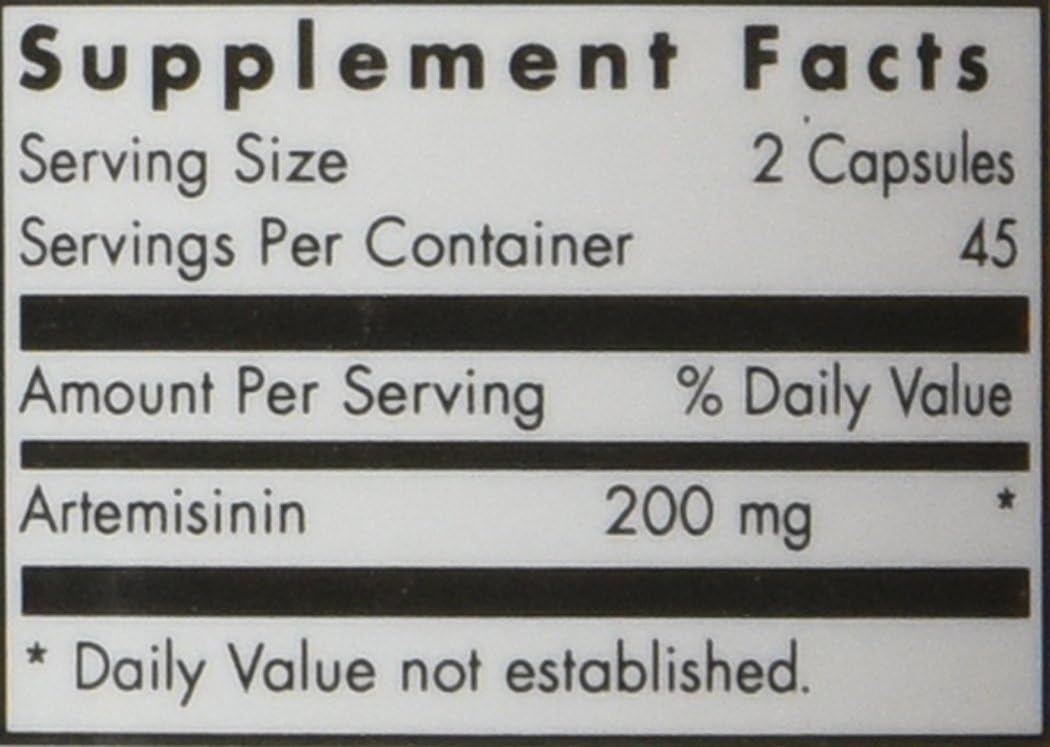 Supplement Facts
Serving Size 2 Capsules
Servings Per Container 45
Amount Per Serving % Daily Value
Artemisinin 200 mg *
* Daily Value not established.